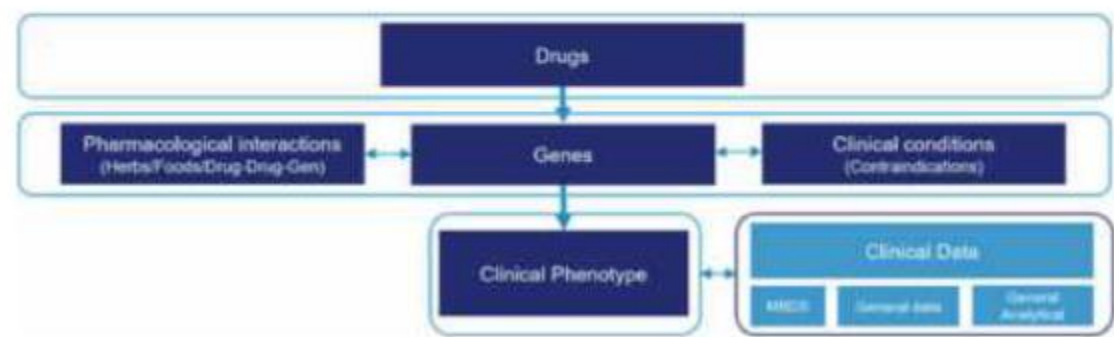 Drugs
Pharmacological interactions
(Herbs/Foods/Drug-Drug-Gen)
Genes
Clinical conditions
(Contraindications)
Clinical Phenotype
Clinical Data
General data
General
Analytical